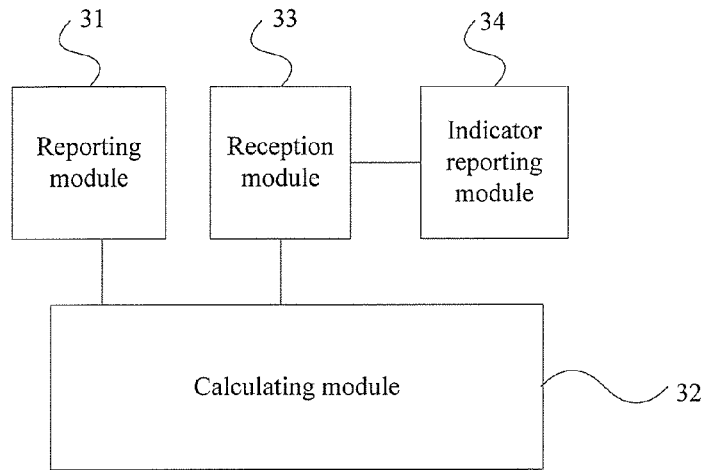 31
33
34
Reporting
module
Reception
module
Indicator
reporting
module
Calculating module
32